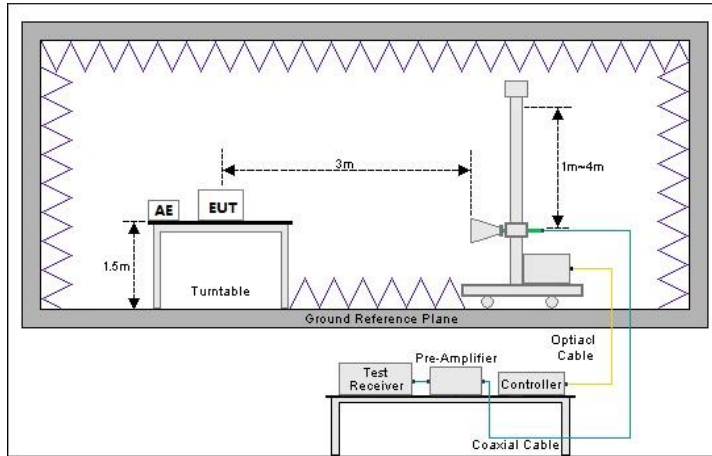 3m
1m~4m
AE
EUT
1.5m
Turntable
Ground Reference Plane
Optiacl
Cable
Pre-Amplifier
Test
Receiver
Controller
Coaxial Cable